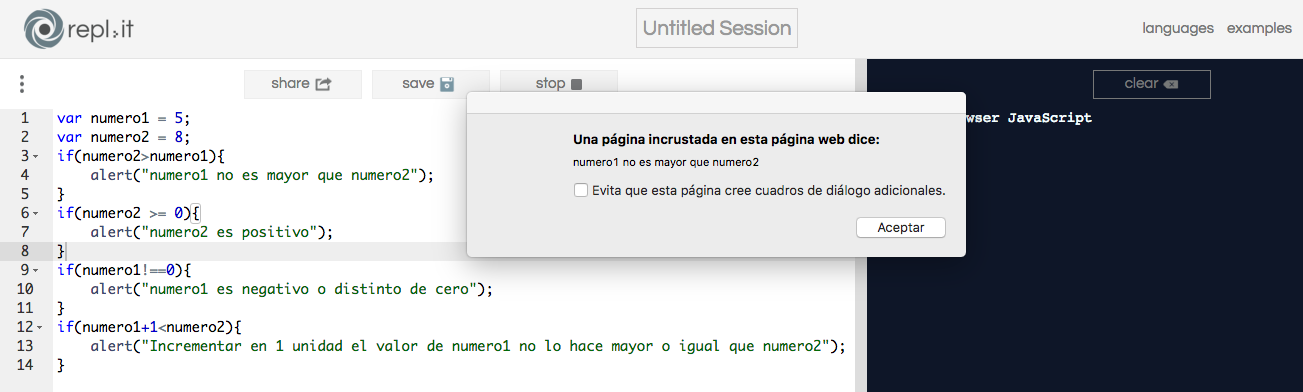 repl.it
Untitled Session
languages examples
share save stop
clear
wser JavaScript
1 var numero1 = 5;
2 var numero2 = 8;
3 if(numero2>numero1){
4 alert("numero1 no es mayor que numero2");
5 }
6 if(numero2 >= 0){
7 alert("numero2 es positivo");
8 }
9 if(numero1!==0){
10 alert("numero1 es negativo o distinto de cero");
11 }
12 if(numero1+1<numero2){
13 alert("Incrementar en 1 unidad el valor de numero1 no lo hace mayor o igual que numero2");
14 }
Una página incrustada en esta página web dice:
numero1 no es mayor que numero2
Evita que esta página cree cuadros de diálogo adicionales.
Aceptar